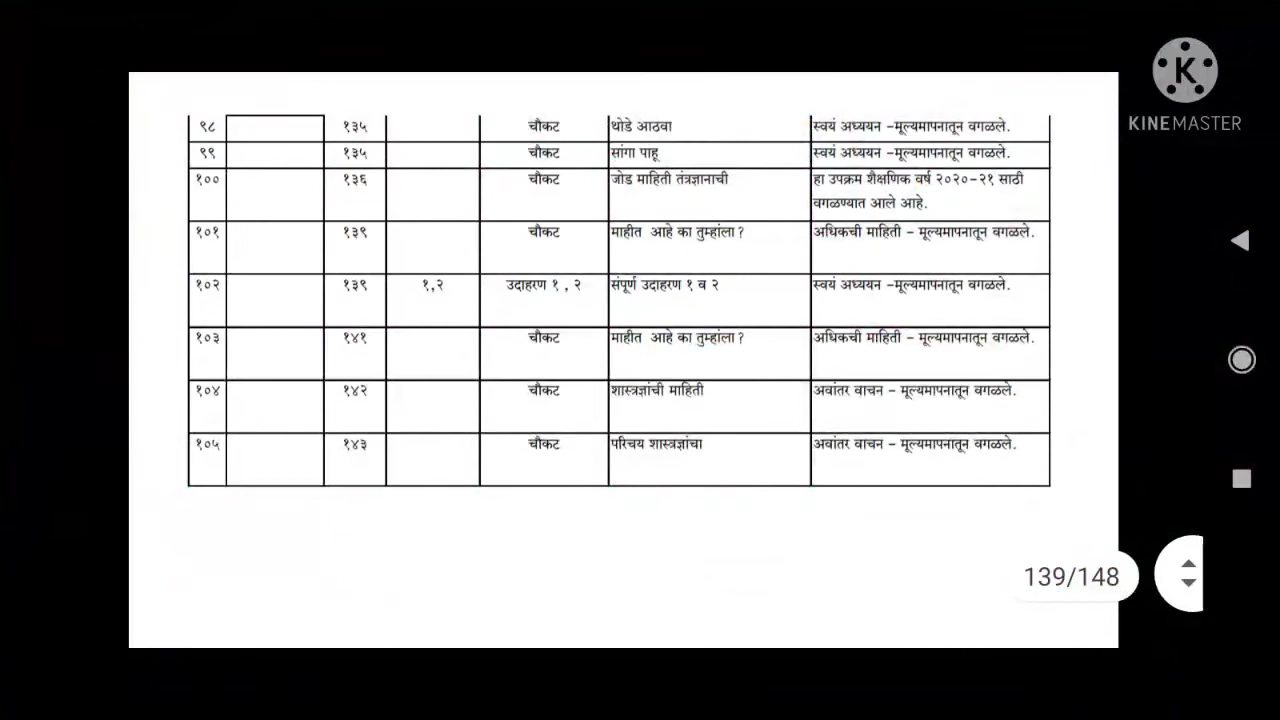 KINEMASTER
९८ १३५ चौकट थोडे आठवा स्वयं अध्ययन -मूल्यमापनातून वगळले.
९९ १३५ चौकट सांगा पाहू स्वयं अध्ययन -मूल्यमापनातून वगळले.
१०० १३६ चौकट जोड माहिती तंत्रज्ञानाची हा उपक्रम शैक्षणिक वर्ष २०२०-२१ साठी
वगळण्यात आले आहे.
१०१ १३९ चौकट माहीत आहे का तुम्हांला? अधिकची माहिती - मूल्यमापनातून वगळले.
१०२ १३९ १,२ उदाहरण १ , २ संपूर्ण उदाहरण १ व २ स्वयं अध्ययन -मूल्यमापनातून वगळले.
१०३ १४१ चौकट माहीत आहे का तुम्हांला? अधिकची माहिती - मूल्यमापनातून वगळले.
१०४ १४२ चौकट शास्त्रज्ञांची माहिती अवांतर वाचन - मूल्यमापनातून वगळले.
१०५ १४३ चौकट परिचय शास्त्रज्ञांचा अवांतर वाचन - मूल्यमापनातून वगळले.
139/148